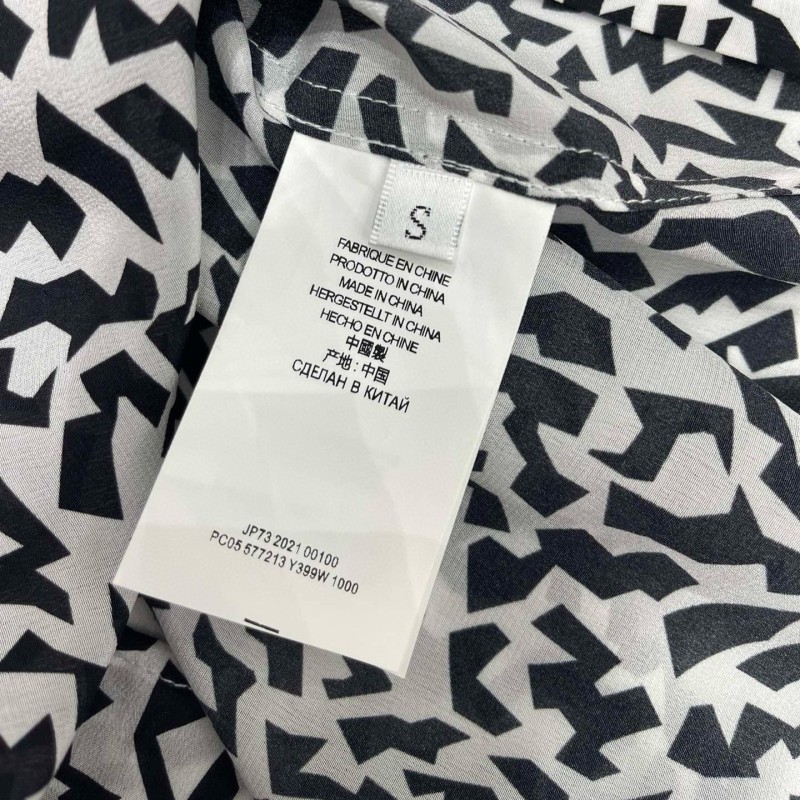 S
FABRIQUE EN CHINE
PRODOTTO IN CHINA
MADE IN CHINA
HERGESTELLT IN CHINA
HECHO EN CHINE
中國製
产地 : 中国
СДЕЛАН В КИТАЙ
JP73 2021 00100
PC05 577213 Y399W 1000